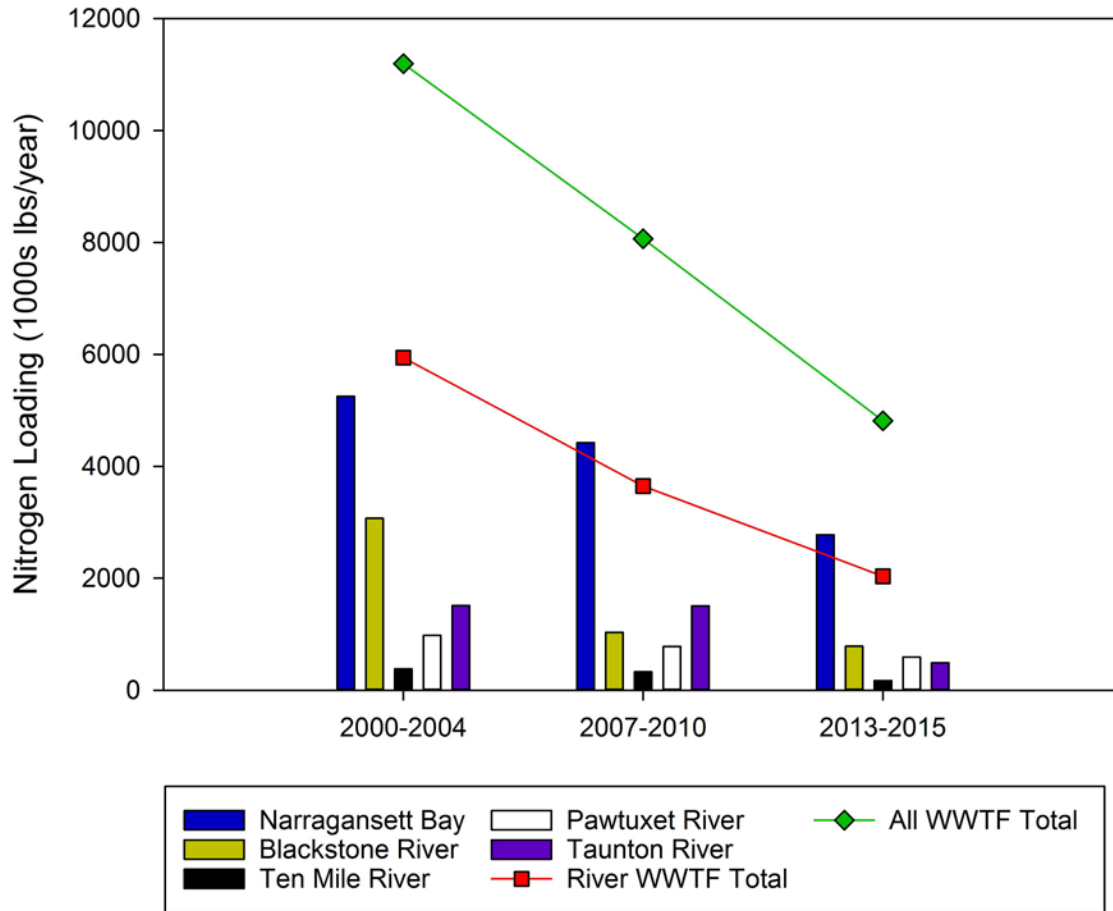 12000
10000
8000
6000
4000
2000
0
Nitrogen Loading (1000s lbs/year)
2000-2004
2007-2010
2013-2015
Narragansett Bay
Blackstone River
Ten Mile River
Pawtuxet River
Taunton River
River WWTF Total
All WWTF Total